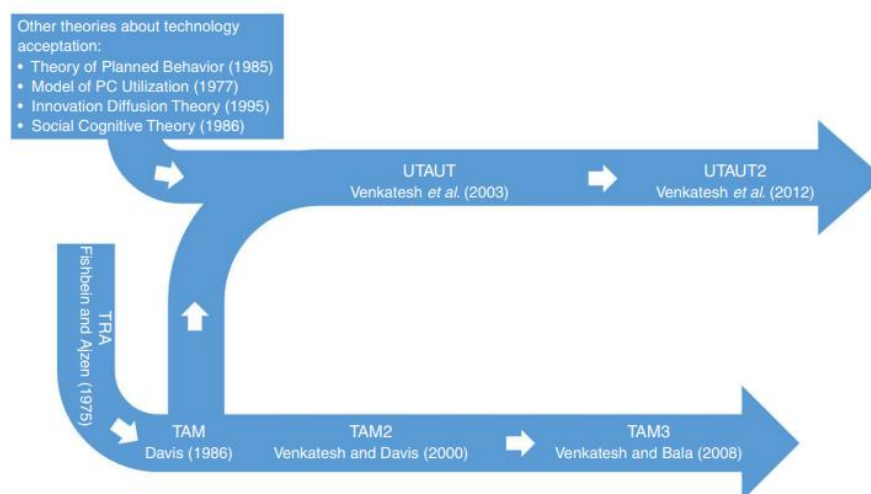 Other theories about technology
acceptation:
• Theory of Planned Behavior (1985)
• Model of PC Utilization (1977)
• Innovation Diffusion Theory (1995)
• Social Cognitive Theory (1986)
UTAUT
Venkatesh et al. (2003)
UTAUT2
Venkatesh et al. (2012)
TRA
Fishbein and Ajzen (1975)
TAM
Davis (1986)
TAM2
Venkatesh and Davis (2000)
TAM3
Venkatesh and Bala (2008)